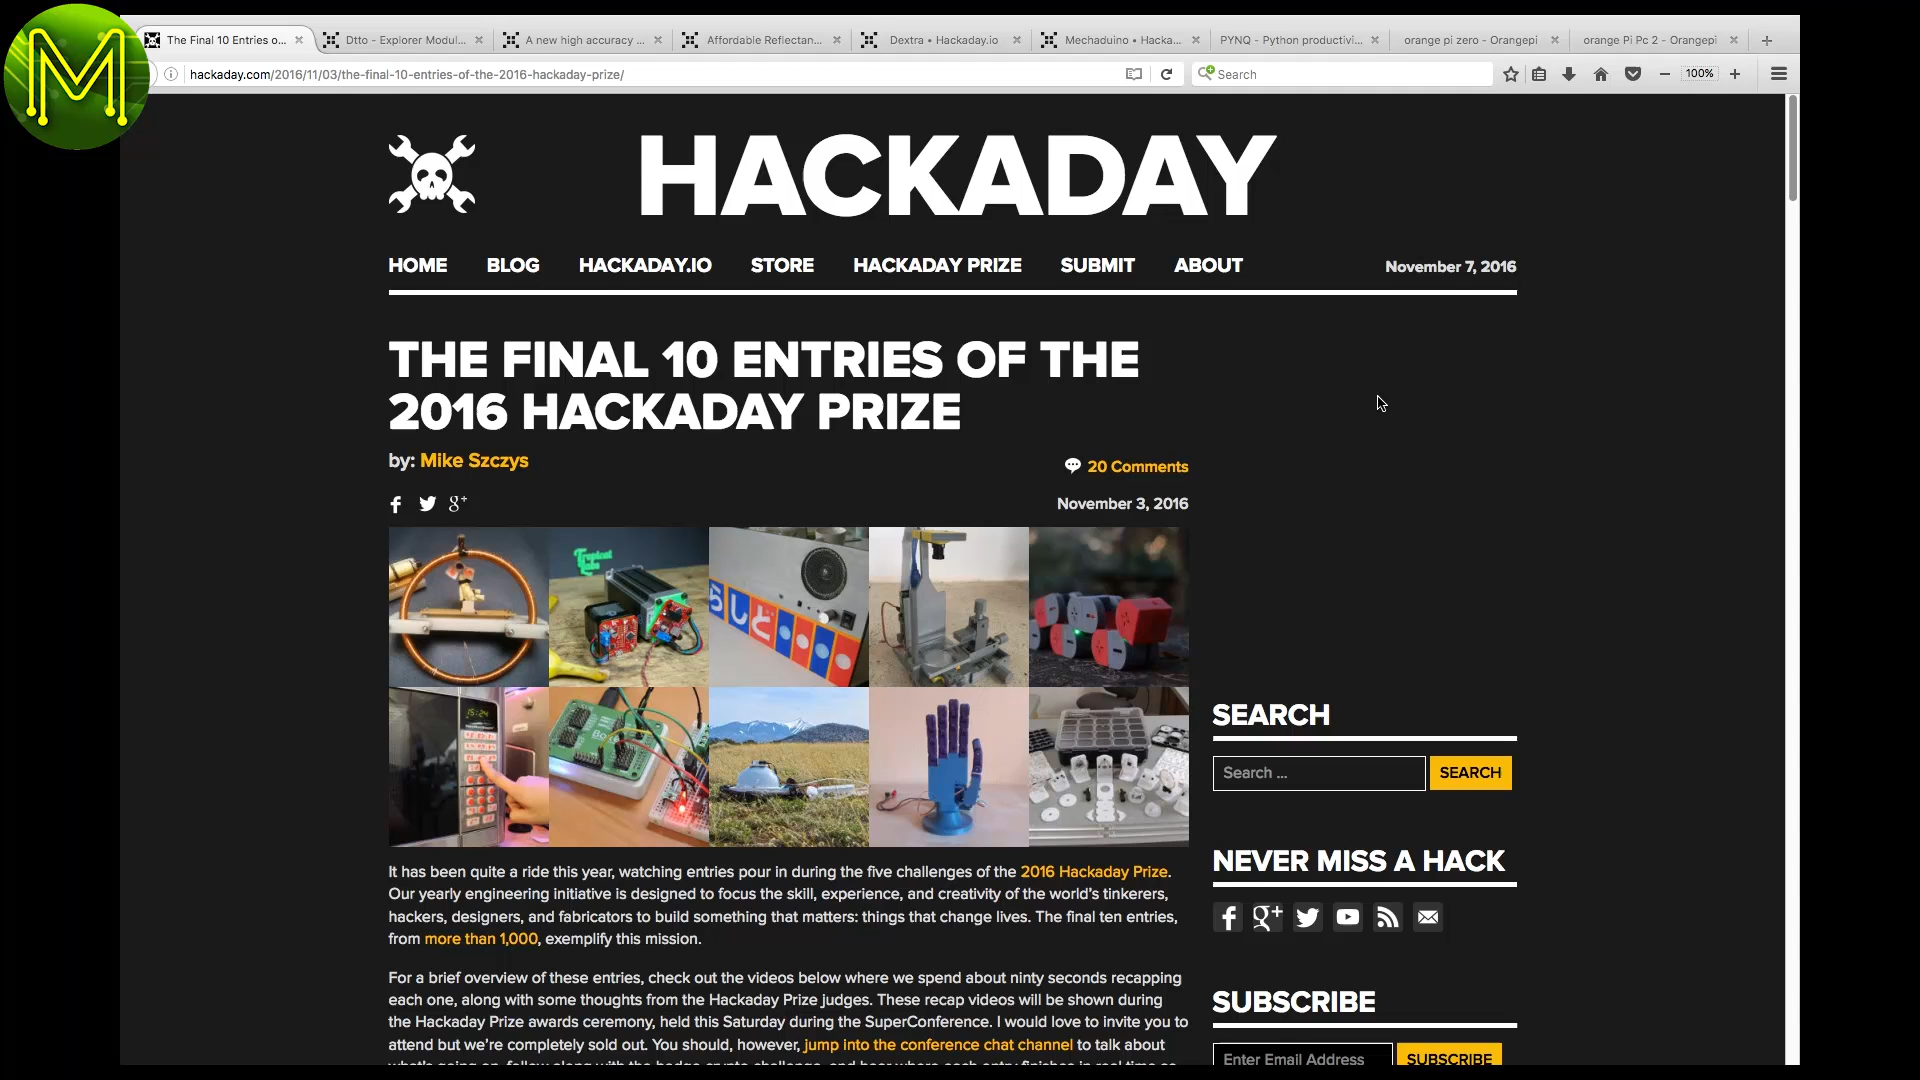 M
The Final 10 Entries o...
Dtto - Explorer Modul...
A new high accuracy ...
Affordable Reflectan...
Dextra • Hackaday.io
Mechaduino • Hacka...
PYNQ - Python productivi...
orange pi zero - Orangepi
orange Pi Pc 2 - Orangepi
hackaday.com/2016/11/03/the-final-10-entries-of-the-2016-hackaday-prize/
Search
100%
HACKADAY
HOME BLOG HACKADAY.IO STORE HACKADAY PRIZE SUBMIT ABOUT
November 7, 2016
THE FINAL 10 ENTRIES OF THE
2016 HACKADAY PRIZE
by: Mike Szczys
20 Comments
November 3, 2016
Tropical
Labs
らしど
15:24
It has been quite a ride this year, watching entries pour in during the five challenges of the 2016 Hackaday Prize.
Our yearly engineering initiative is designed to focus the skill, experience, and creativity of the world's tinkerers,
hackers, designers, and fabricators to build something that matters: things that change lives. The final ten entries,
from more than 1,000, exemplify this mission.
For a brief overview of these entries, check out the videos below where we spend about ninty seconds recapping
each one, along with some thoughts from the Hackaday Prize judges. These recap videos will be shown during
the Hackaday Prize awards ceremony, held this Saturday during the SuperConference. I would love to invite you to
attend but we're completely sold out. You should, however, jump into the conference chat channel to talk about
SEARCH
Search ...
SEARCH
NEVER MISS A HACK
SUBSCRIBE
Enter Email Address
SUBSCRIBE